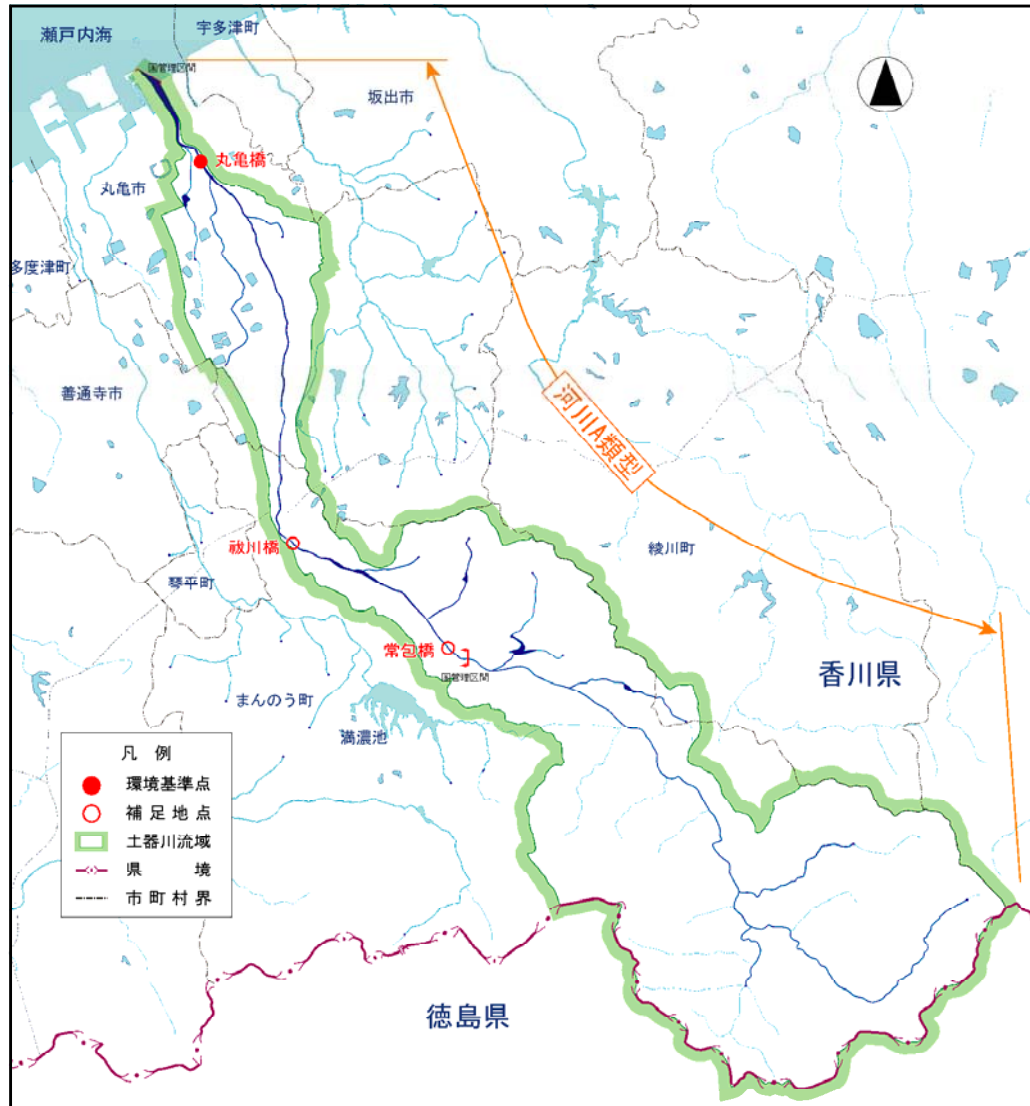 瀬戸内海
宇多津町
国管理区間
坂出市
丸亀橋
丸亀市
多度津町
善通寺市
河川A類型
祓川橋
綾川町
琴平町
常包橋
国管理区間
香川県
まんのう町
満濃池
凡 例
環境基準点
補足地点
土器川流域
県 境
市町村界
徳島県